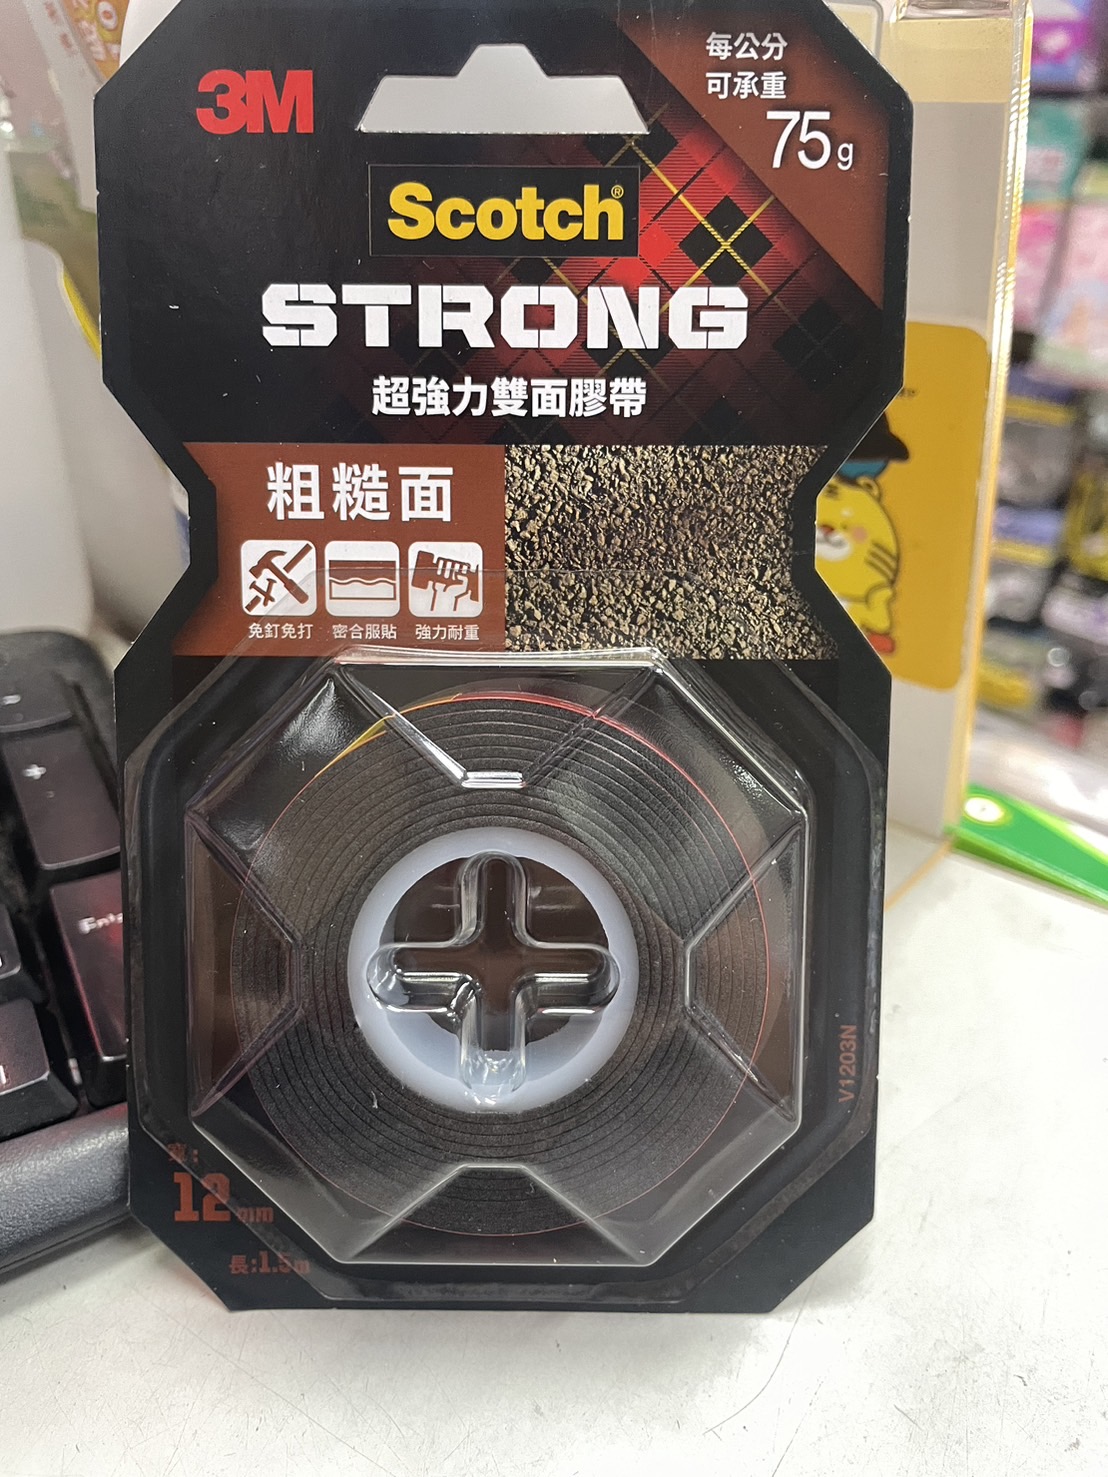 3M
每公分
可承重
75g
Scotch®
STRONG
超強力雙面膠帶
粗糙面
免釘免打 密合服貼 強力耐重
V1203N
寬:
12mm
長:1.5m